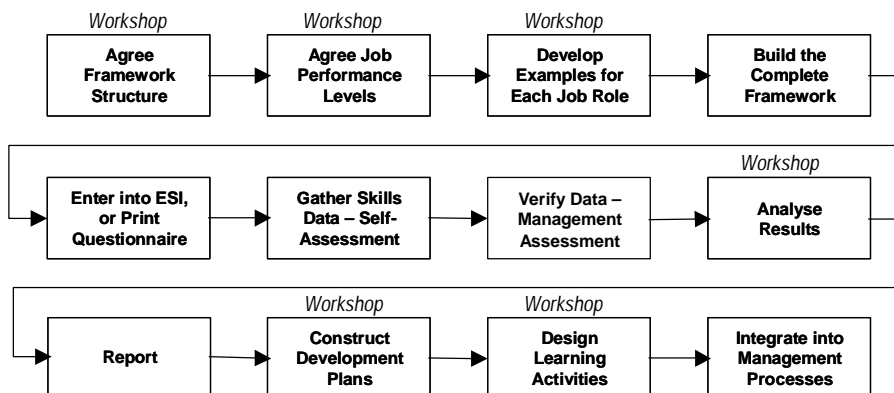 Workshop
Workshop
Workshop
Agree
Framework
Structure
Agree Job
Performance
Levels
Develop
Examples for
Each Job Role
Build the
Complete
Framework
Workshop
Enter into ESI,
or Print
Questionnaire
Gather Skills
Data – Self-
Assessment
Verify Data –
Management
Assessment
Analyse
Results
Workshop
Workshop
Report
Construct
Development
Plans
Design
Learning
Activities
Integrate into
Management
Processes